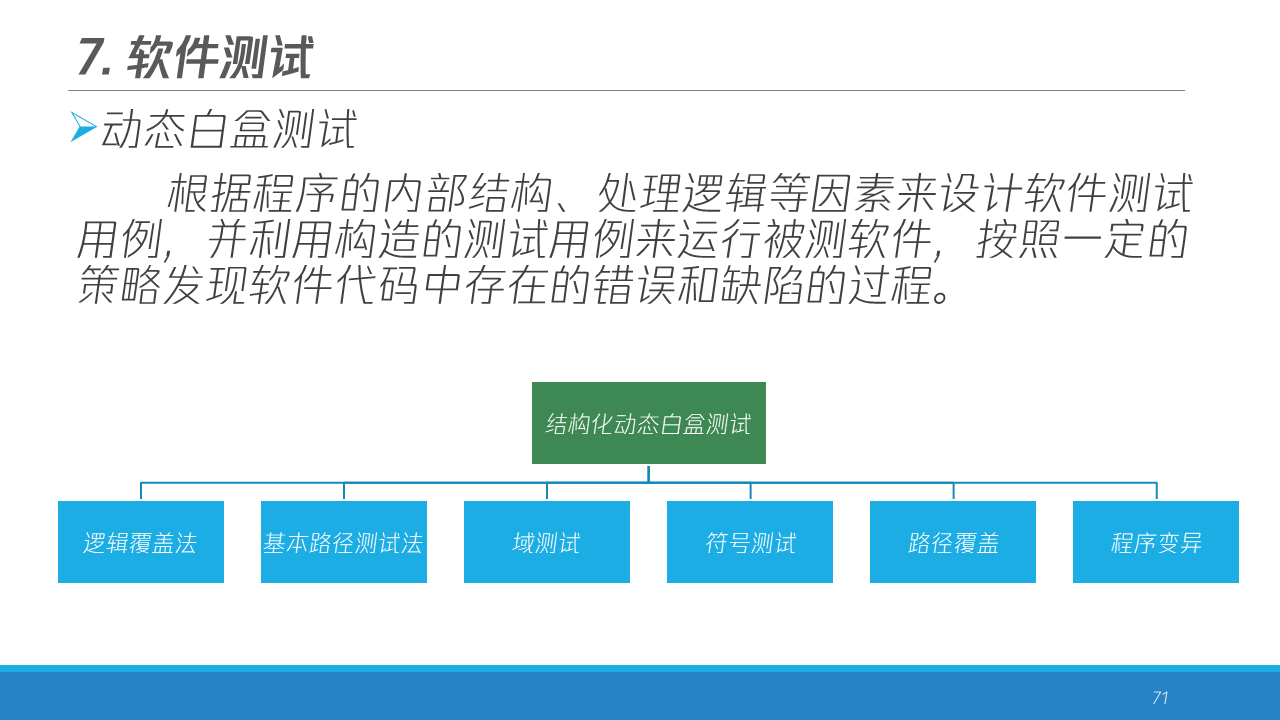 7. 软件测试
动态白盒测试
根据程序的内部结构、处理逻辑等因素来设计软件测试
用例，并利用构造的测试用例来运行被测软件，按照一定的
策略发现软件代码中存在的错误和缺陷的过程。
结构化动态白盒测试
逻辑覆盖法
基本路径测试法
域测试
符号测试
路径覆盖
程序变异
71